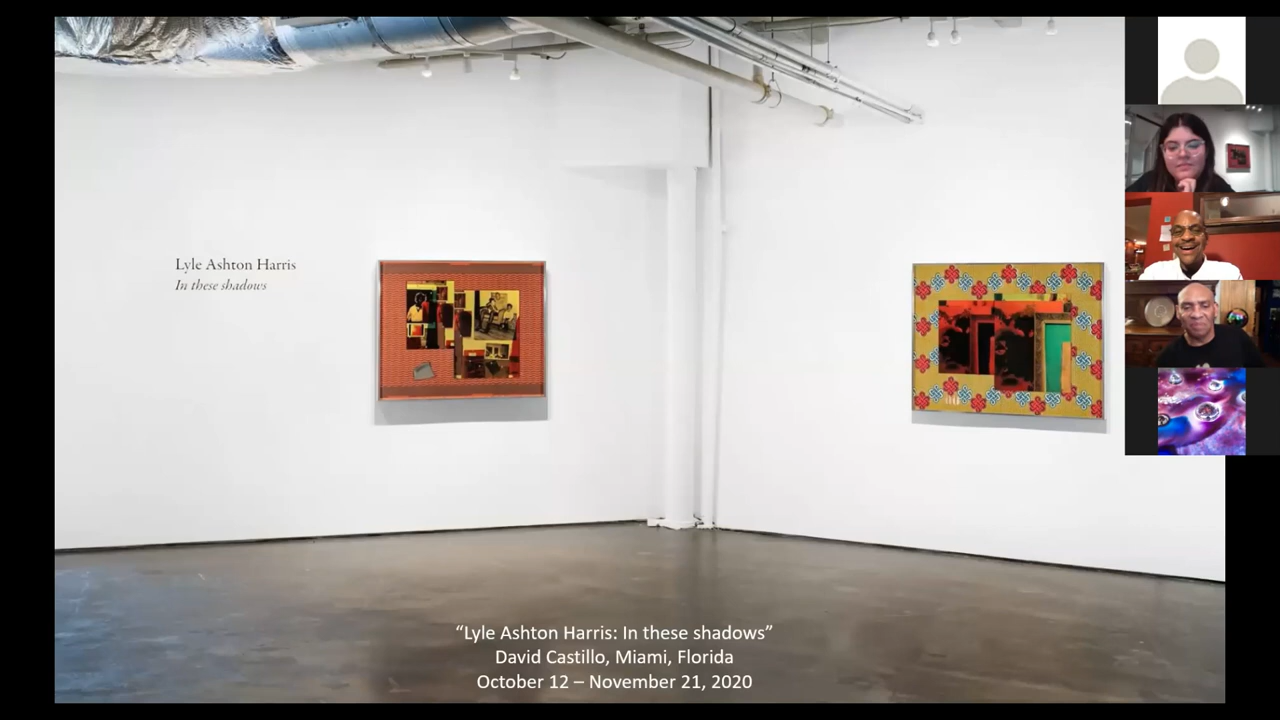 Lyle Ashton Harris
In these shadows
“Lyle Ashton Harris: In these shadows”
David Castillo, Miami, Florida
October 12 – November 21, 2020